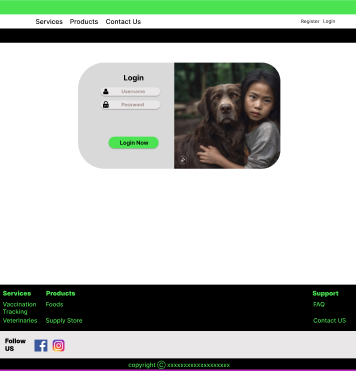 Services Products Contact Us Register Login
Login
Username
Password
Login Now
Services Products Support
Vaccination Tracking Foods FAQ
Veterinaries Supply Store Contact US
Follow US
copyright © xxxxxxxxxxxxxxxxxxx